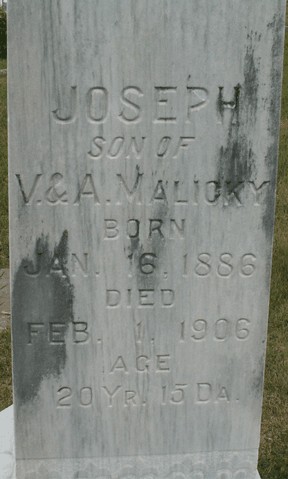 JOSEPH
SON OF
V. & A. MALICKY
BORN
JAN. 16. 1886
DIED
FEB. 1. 1906.
AGE
20 YR. 15 DA.